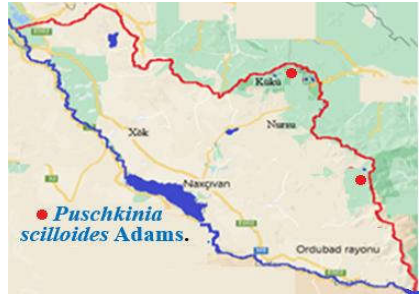 Kükü
Nursu
Xok
Naxçıvan
Puschkinia
scilloides Adams.
Ordubad rayonu